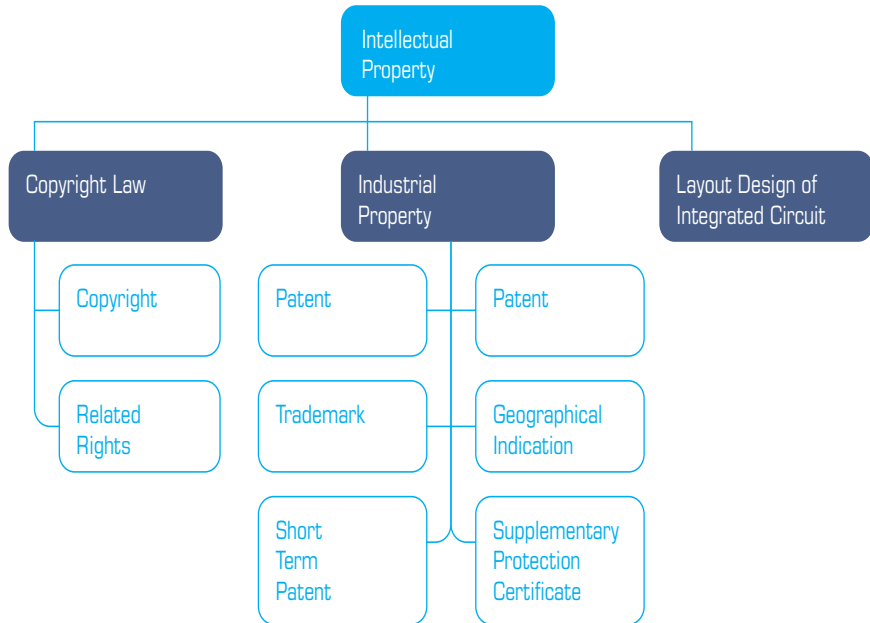 Intellectual
Property
Copyright Law
Industrial
Property
Layout Design of
Integrated Circuit
Copyright
Patent
Patent
Related
Rights
Trademark
Geographical
Indication
Short
Term
Patent
Supplementary
Protection
Certificate